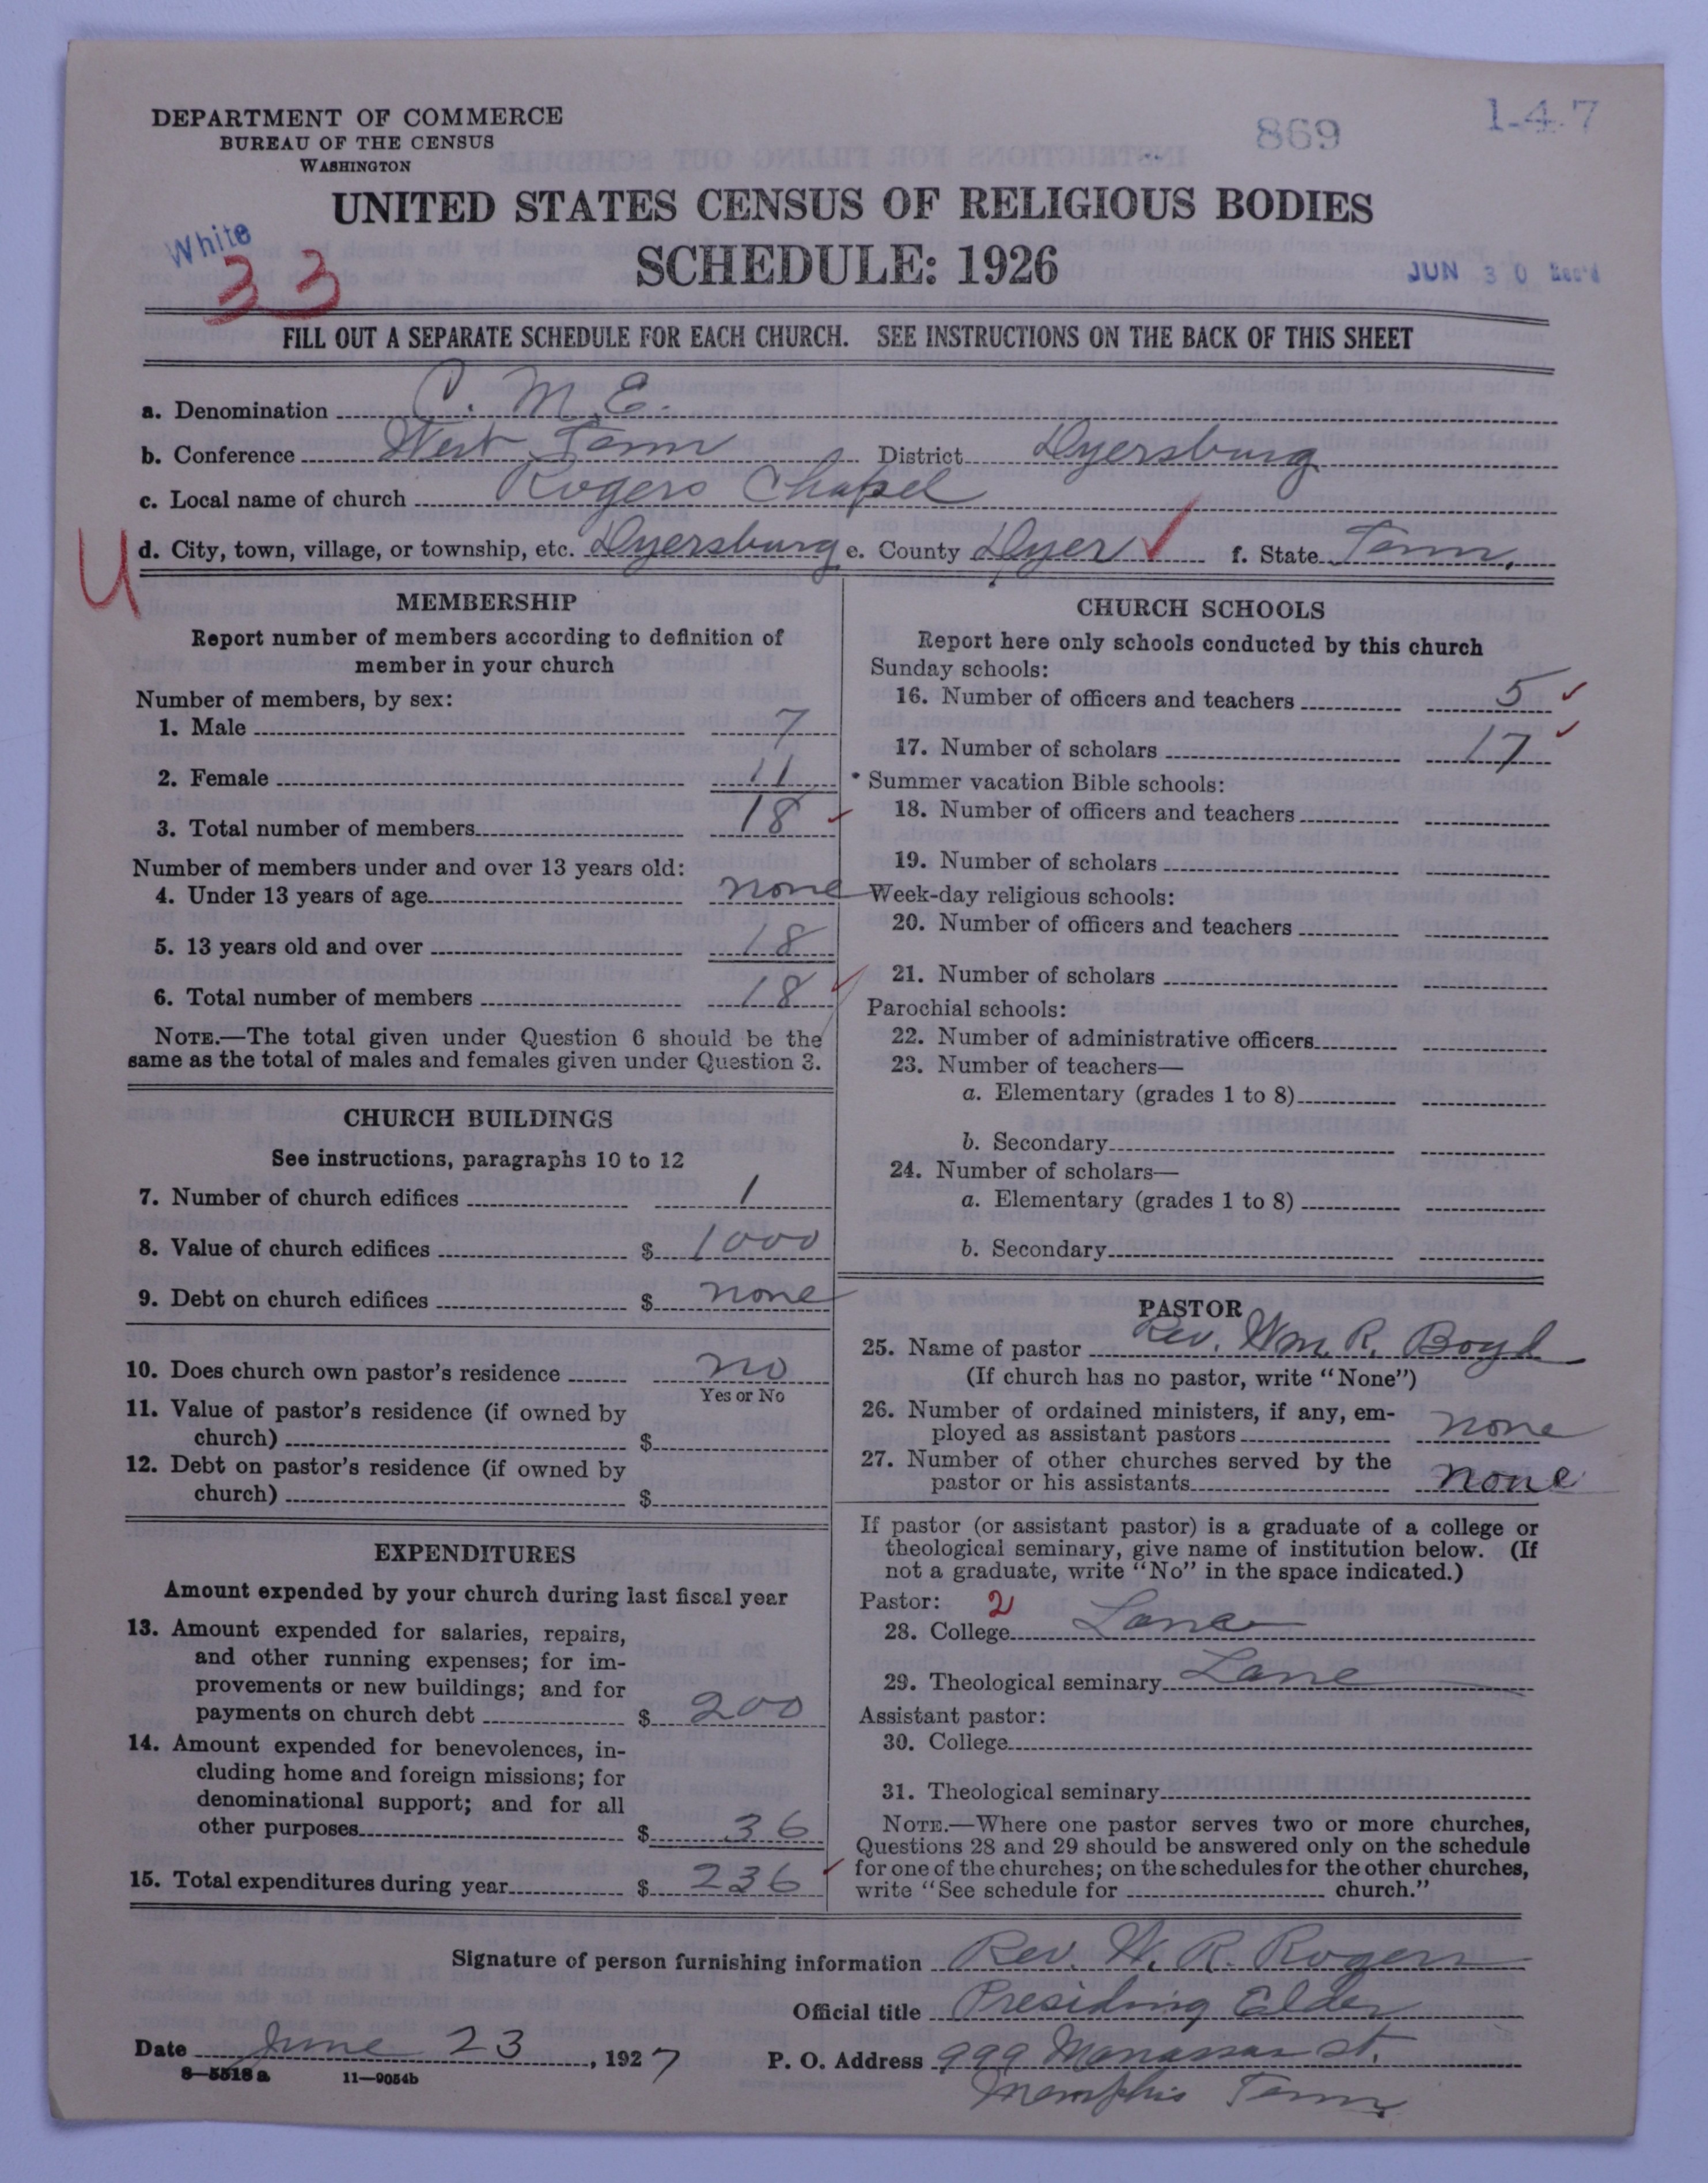 DEPARTMENT OF COMMERCE
BUREAU OF THE CENSUS
WASHINGTON
869
1-4-7
UNITED STATES CENSUS OF RELIGIOUS BODIES
SCHEDULE: 1926
White
33
JUN 30 Rec'd
FILL OUT A SEPARATE SCHEDULE FOR EACH CHURCH. SEE INSTRUCTIONS ON THE BACK OF THIS SHEET
a. Denomination C. M. E.
b. Conference West Tenn District Dyersburg
c. Local name of church Rogers Chapel
U d. City, town, village, or township, etc. Dyersburg e. County Dyer ✓ f. State Tenn.
MEMBERSHIP
Report number of members according to definition of
member in your church
Number of members, by sex:
1. Male 7
2. Female 11
3. Total number of members 18 ✓
Number of members under and over 13 years old:
4. Under 13 years of age none
5. 13 years old and over 18
6. Total number of members 18 ✓
NOTE.—The total given under Question 6 should be the
same as the total of males and females given under Question 3.
CHURCH BUILDINGS
See instructions, paragraphs 10 to 12
7. Number of church edifices 1
8. Value of church edifices $ 1000
9. Debt on church edifices $ none
10. Does church own pastor's residence no
Yes or No
11. Value of pastor's residence (if owned by
church) $
12. Debt on pastor's residence (if owned by
church) $
EXPENDITURES
Amount expended by your church during last fiscal year
13. Amount expended for salaries, repairs,
and other running expenses; for im-
provements or new buildings; and for
payments on church debt $ 200
14. Amount expended for benevolences, in-
cluding home and foreign missions; for
denominational support; and for all
other purposes $ 36
15. Total expenditures during year $ 236 ✓
CHURCH SCHOOLS
Report here only schools conducted by this church
Sunday schools:
16. Number of officers and teachers 5 ✓
17. Number of scholars 17 ✓
Summer vacation Bible schools:
18. Number of officers and teachers
19. Number of scholars
Week-day religious schools:
20. Number of officers and teachers
21. Number of scholars
Parochial schools:
22. Number of administrative officers
23. Number of teachers—
a. Elementary (grades 1 to 8)
b. Secondary
24. Number of scholars—
a. Elementary (grades 1 to 8)
b. Secondary
PASTOR
25. Name of pastor Rev. Wm. R. Boyd
(If church has no pastor, write "None")
26. Number of ordained ministers, if any, em-
ployed as assistant pastors none
27. Number of other churches served by the
pastor or his assistants none
If pastor (or assistant pastor) is a graduate of a college or
theological seminary, give name of institution below. (If
not a graduate, write "No" in the space indicated.)
Pastor: 2
28. College Lane
29. Theological seminary Lane
Assistant pastor:
30. College
31. Theological seminary
NOTE.—Where one pastor serves two or more churches,
Questions 28 and 29 should be answered only on the schedule
for one of the churches; on the schedules for the other churches,
write "See schedule for church."
Signature of person furnishing information Rev. W. R. Rogers
Official title Presiding Elder
Date June 23, 1927 P. O. Address 999 Manassas st.
8-5518a 11-9054b
Memphis Tenn.